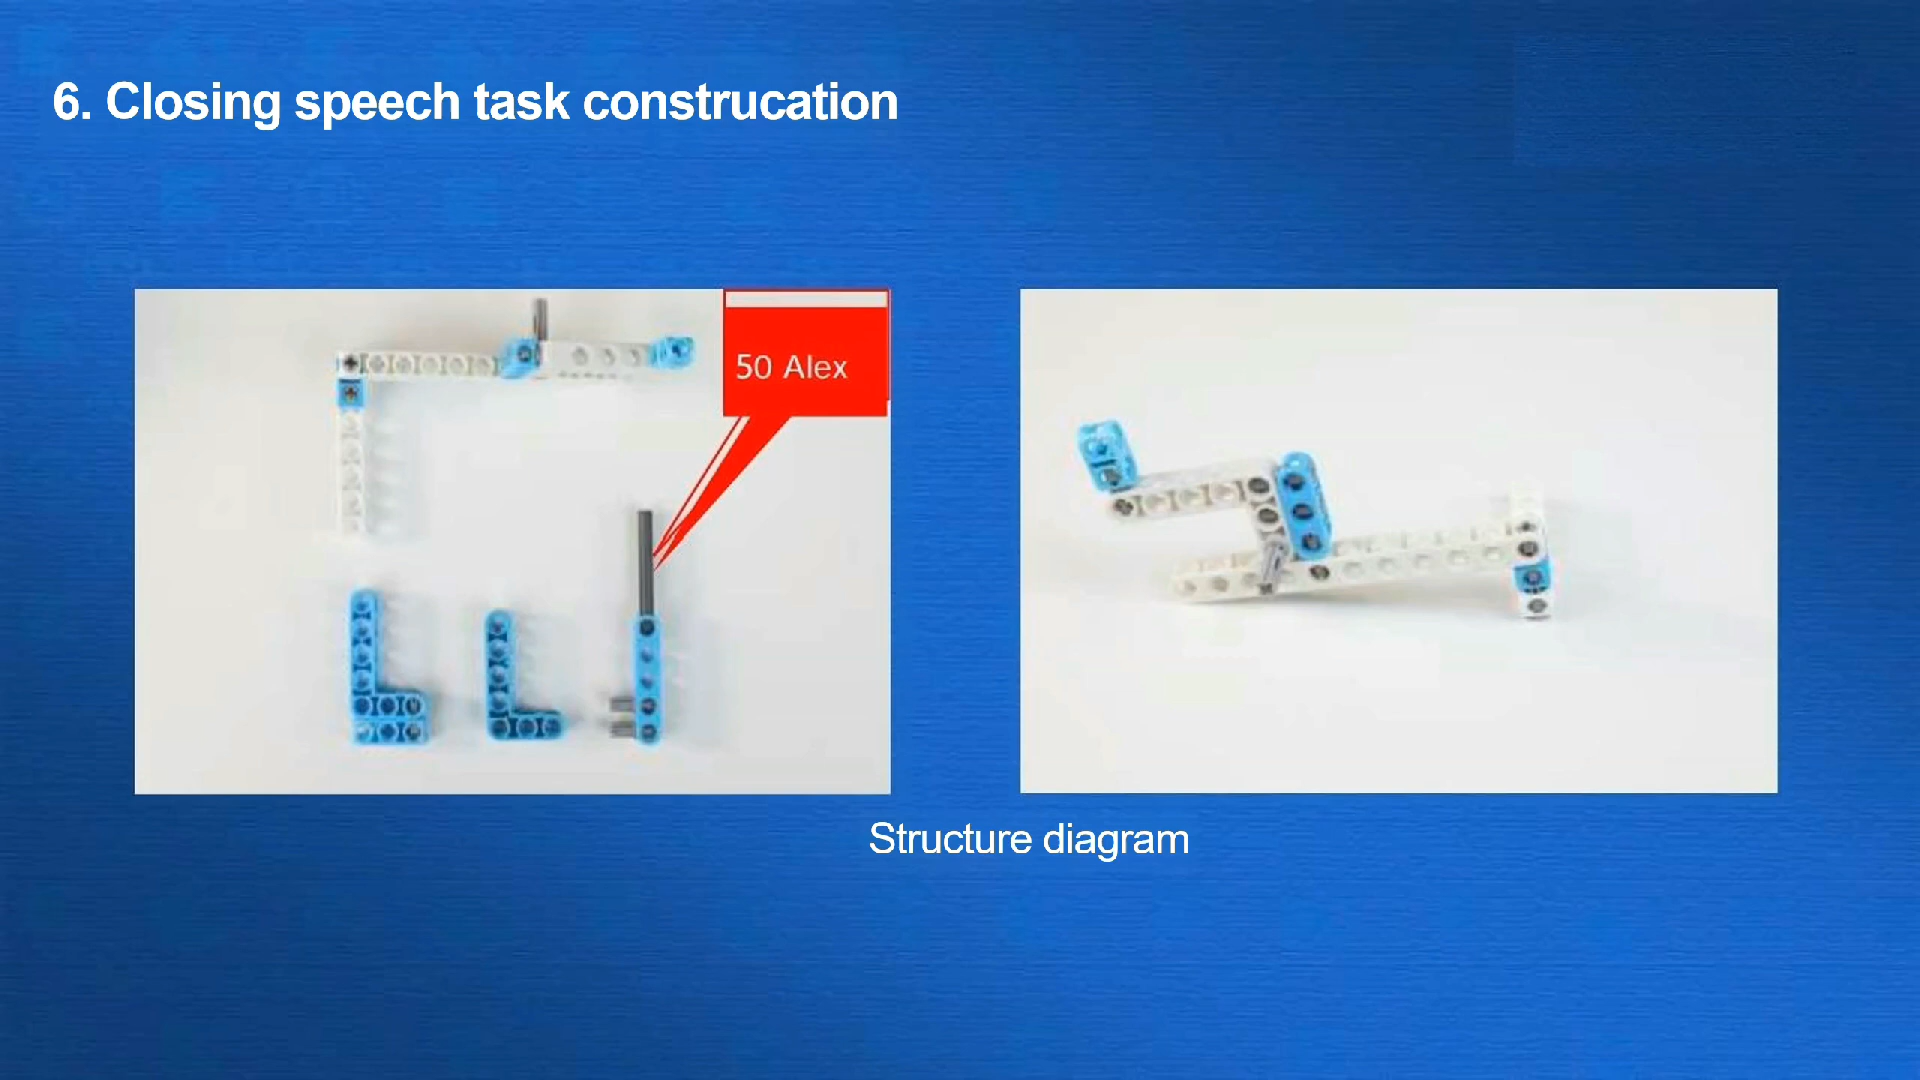 6. Closing speech task construcation
50 Alex
Structure diagram